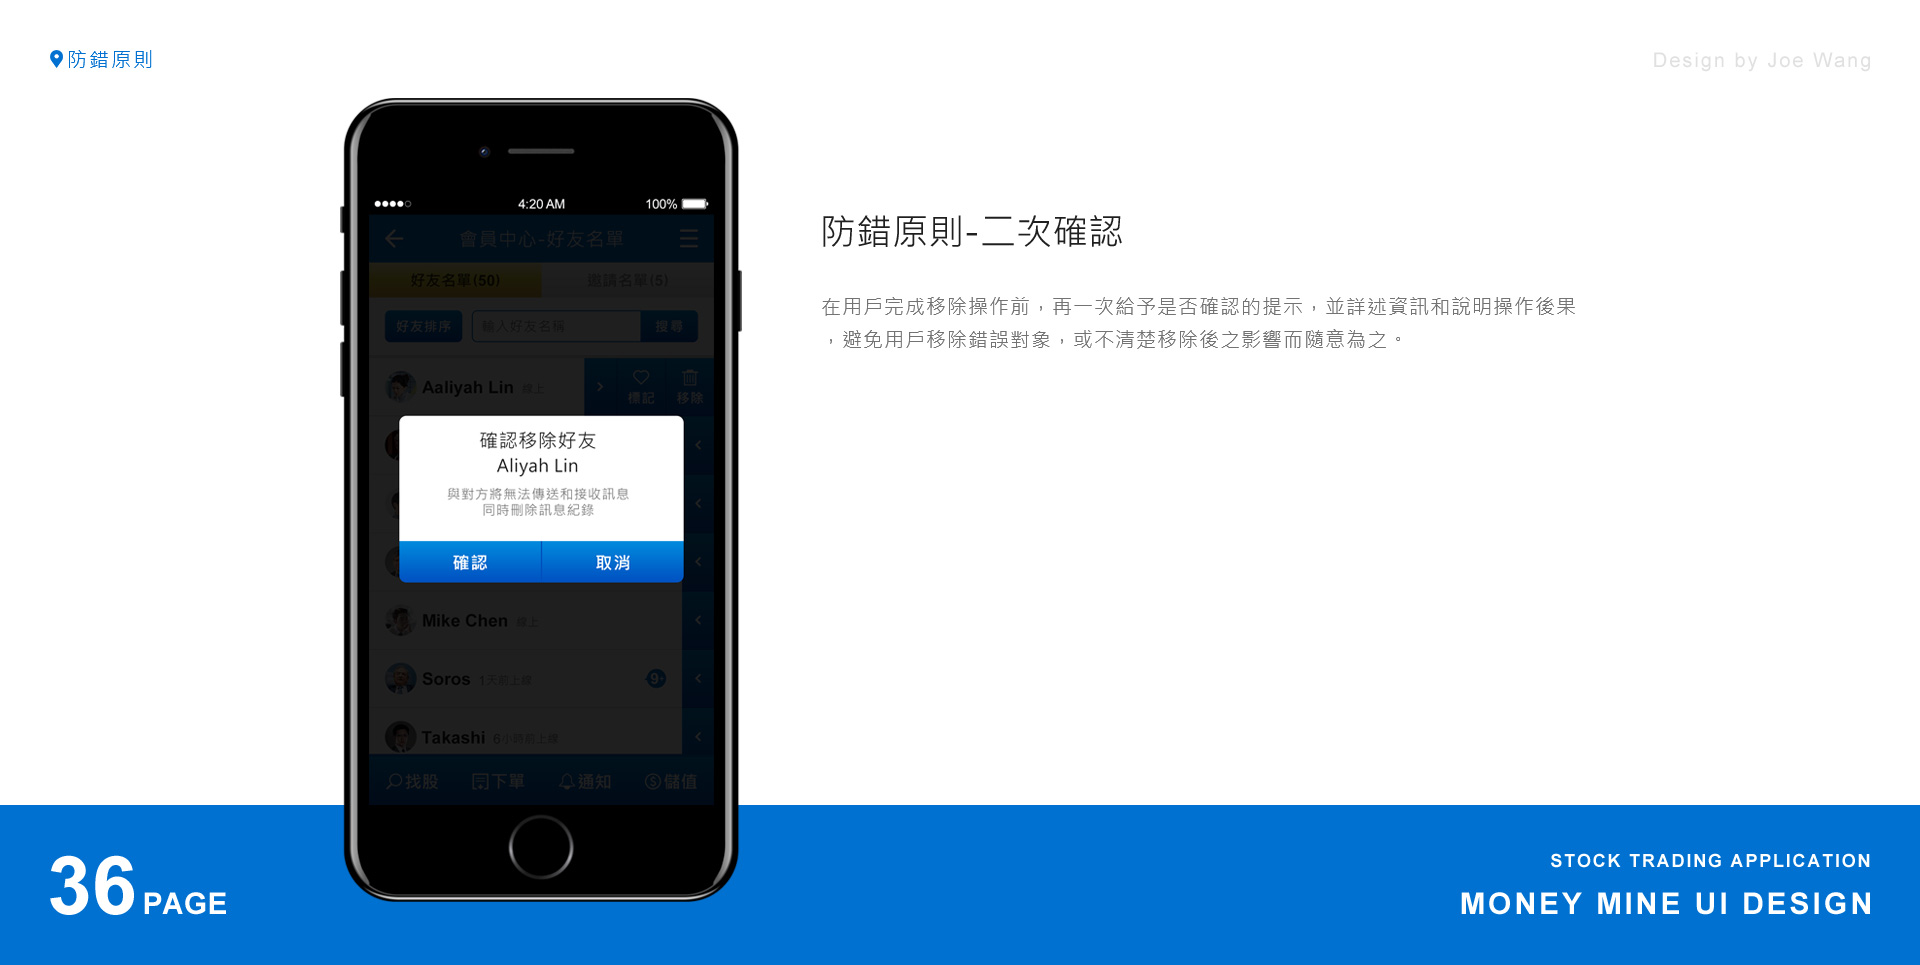 防錯原則
Design by Joe Wang
4:20 AM
100%
會員中心-好友名單
好友名單(50)
邀請名單(5)
好友排序
輸入好友名稱
搜尋
Aaliyah Lin 線上
標記
移除
確認移除好友
Aliyah Lin
與對方將無法傳送和接收訊息
同時刪除訊息紀錄
確認
取消
Mike Chen 線上
Soros 1天前上線
9+
Takashi 6小時前上線
找股
下單
通知
儲值
防錯原則-二次確認
在用戶完成移除操作前，再一次給予是否確認的提示，並詳述資訊和說明操作後果
，避免用戶移除錯誤對象，或不清楚移除後之影響而隨意為之。
36 PAGE
STOCK TRADING APPLICATION
MONEY MINE UI DESIGN